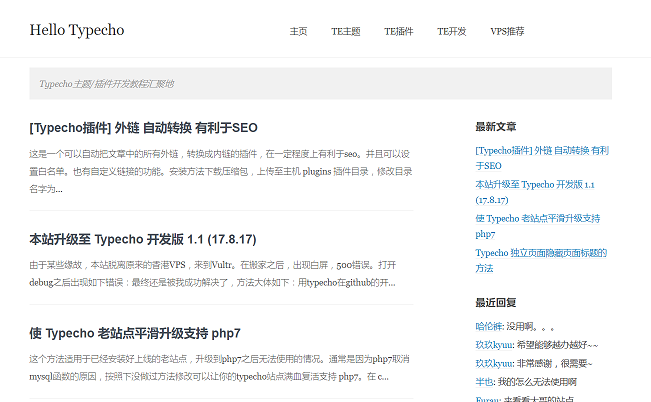 Hello Typecho
主页 TE主题 TE插件 TE开发 VPS推荐
Typecho主题/插件开发教程汇聚地
[Typecho插件] 外链 自动转换 有利于SEO
这是一个可以自动把文章中的所有外链，转换成内链的插件，在一定程度上有利于seo。并且可以设
置白名单。也有自定义链接的功能。安装方法下载压缩包，上传至主机 plugins 插件目录，修改目录
名字为...
本站升级至 Typecho 开发版 1.1 (17.8.17)
由于某些缘故，本站脱离原来的香港VPS，来到Vultr。在搬家之后，出现白屏，500错误。打开
debug之后出现如下错误：最终还是被我成功解决了，方法大体如下：用typecho在github的开...
使 Typecho 老站点平滑升级支持 php7
这个方法适用于已经安装好上线的老站点，升级到php7之后无法使用的情况。通常是因为php7取消
mysql函数的原因，按照下没做过方法修改可以让你的typecho站点满血复活支持 php7。在 c...
最新文章
[Typecho插件] 外链 自动转换 有利
于SEO
本站升级至 Typecho 开发版 1.1
(17.8.17)
使 Typecho 老站点平滑升级支持
php7
Typecho 独立页面隐藏页面标题的
方法
最近回复
哈伦裤: 没用啊。。。
玖玖kyuu: 希望能够越办越好~~
玖玖kyuu: 非常感谢，很需要~
半也: 我的怎么无法使用啊
Furau: 来看看大哥的站点